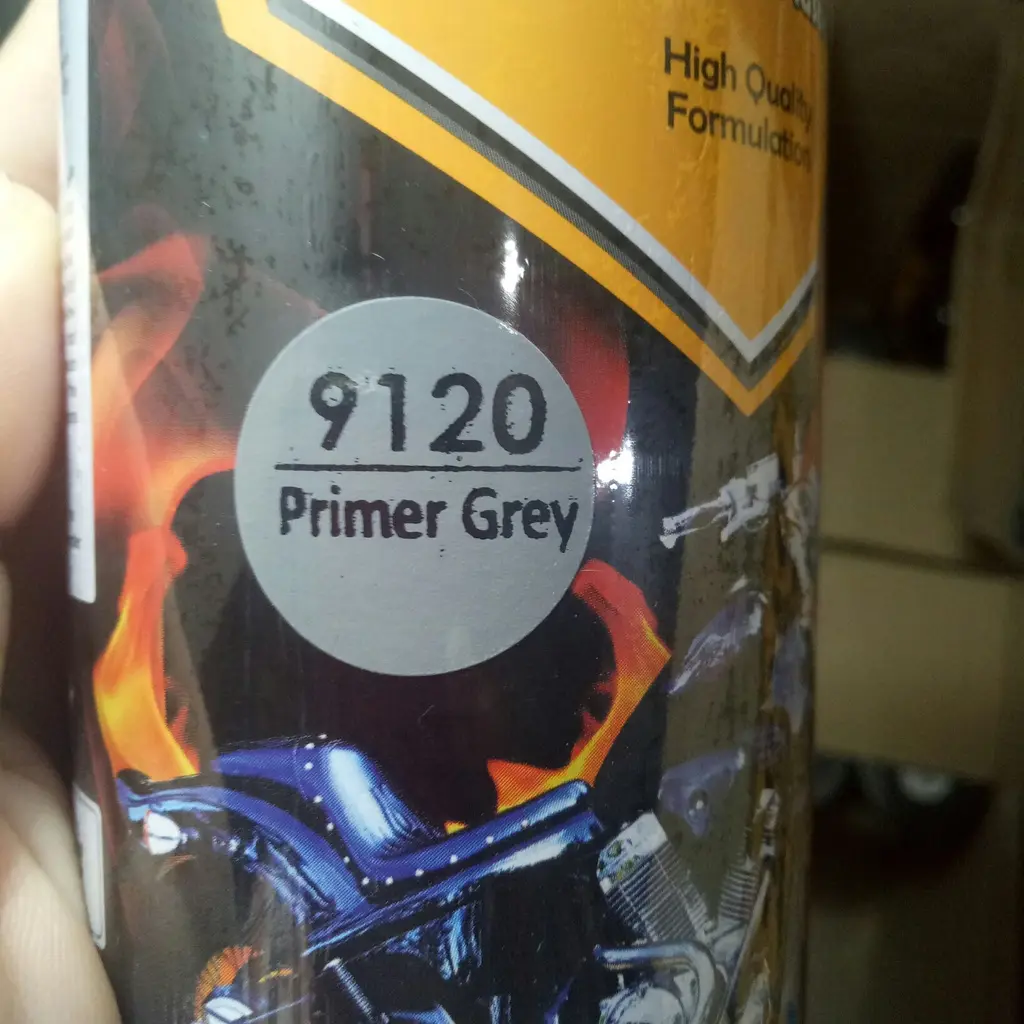 High Quality
Formulation
9120
Primer Grey